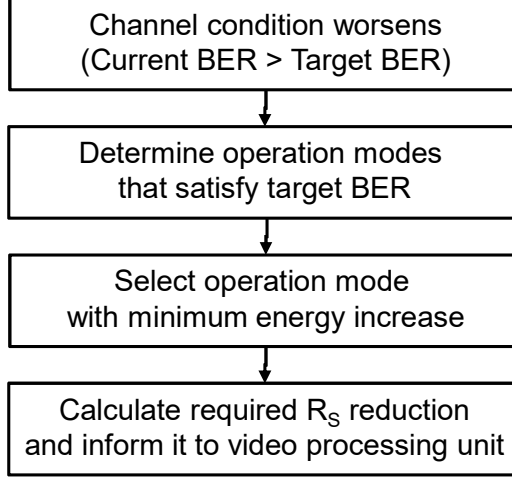 Channel condition worsens
(Current BER > Target BER)
Determine operation modes
that satisfy target BER
Select operation mode
with minimum energy increase
Calculate required R_S reduction
and inform it to video processing unit